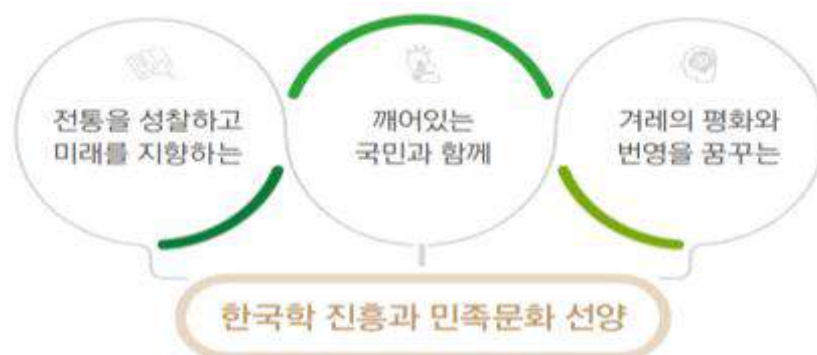 전통을 성찰하고
미래를 지향하는
깨어있는
국민과 함께
겨레의 평화와
번영을 꿈꾸는
한국학 진흥과 민족문화 선양